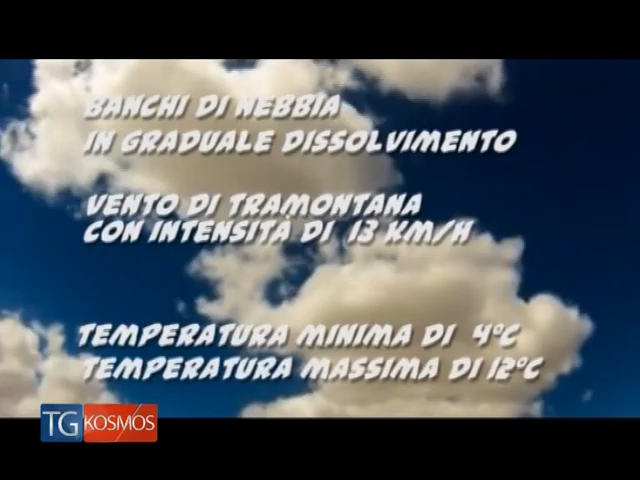 BANCHI DI NEBBIA
IN GRADUALE DISSOLVIMENTO
VENTO DI TRAMONTANA
CON INTENSITÀ DI 13 KM/H
TEMPERATURA MINIMA DI 4°C
TEMPERATURA MASSIMA DI 12°C
TG KOSMOS